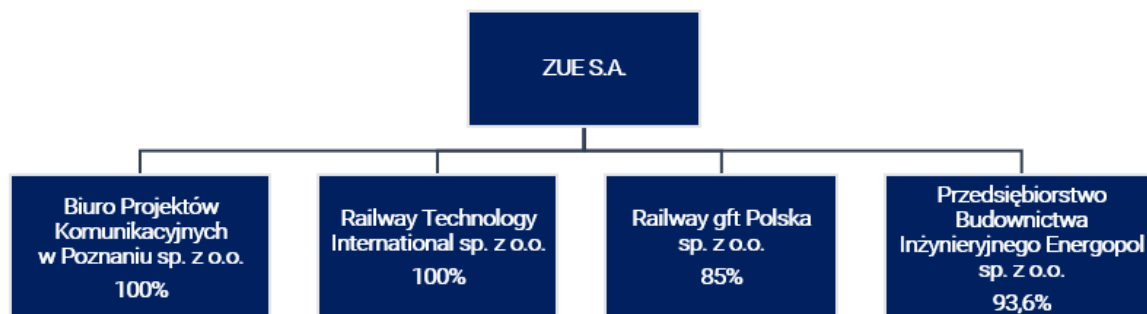 ZUE S.A.
Biuro Projektów
Komunikacyjnych
w Poznaniu sp. z o.o.
100%
Railway Technology
International sp. z o.o.
100%
Railway gft Polska
sp. z o.o.
85%
Przedsiębiorstwo
Budownictwa
Inżynieryjnego Energopol
sp. z o.o.
93,6%